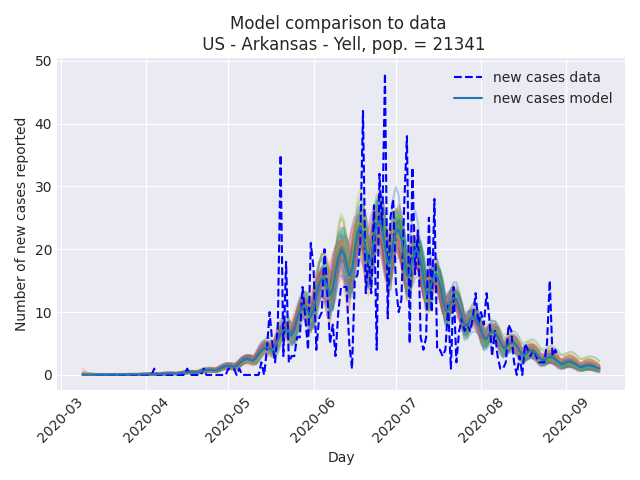 Model comparison to data
US - Arkansas - Yell, pop. = 21341
new cases data
new cases model
Number of new cases reported
50
40
30
20
10
0
2020-03
2020-04
2020-05
2020-06
2020-07
2020-08
2020-09
Day